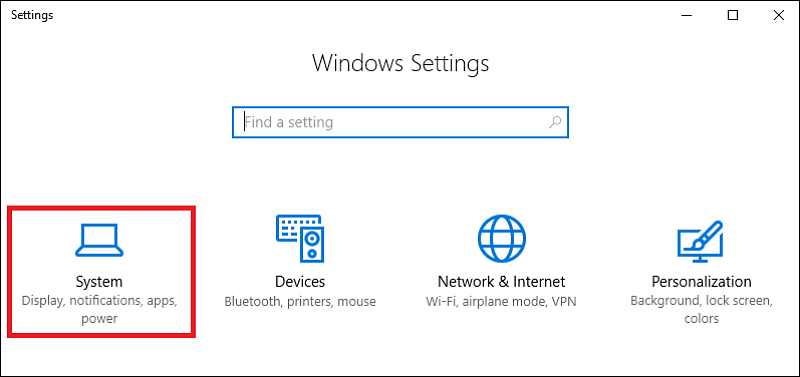 Settings
Windows Settings
Find a setting
System
Display, notifications, apps,
power
Devices
Bluetooth, printers, mouse
Network & Internet
Wi-Fi, airplane mode, VPN
Personalization
Background, lock screen,
colors